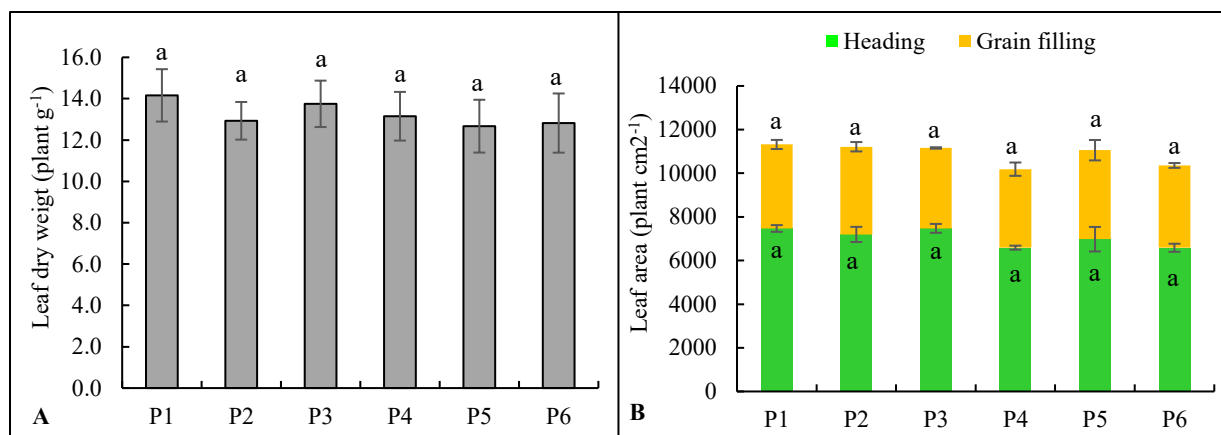 Leaf dry weigt (plant g-1)
16.0
14.0
12.0
10.0
8.0
6.0
4.0
2.0
0.0
a a a a a a
P1 P2 P3 P4 P5 P6
A
Heading Grain filling
Leaf area (plant cm2-1)
14000
12000
10000
8000
6000
4000
2000
0
a a a a a a
a a a a a a
P1 P2 P3 P4 P5 P6
B